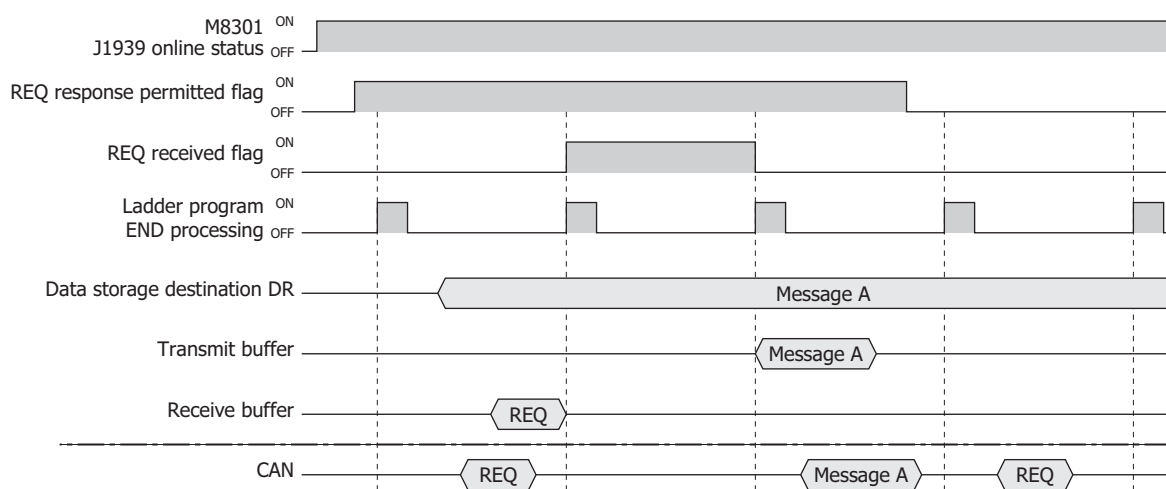 M8301
J1939 online status
ON
OFF
REQ response permitted flag
ON
OFF
REQ received flag
ON
OFF
Ladder program
END processing
ON
OFF
Data storage destination DR
Message A
Transmit buffer
Message A
Receive buffer
REQ
CAN
REQ
Message A
REQ